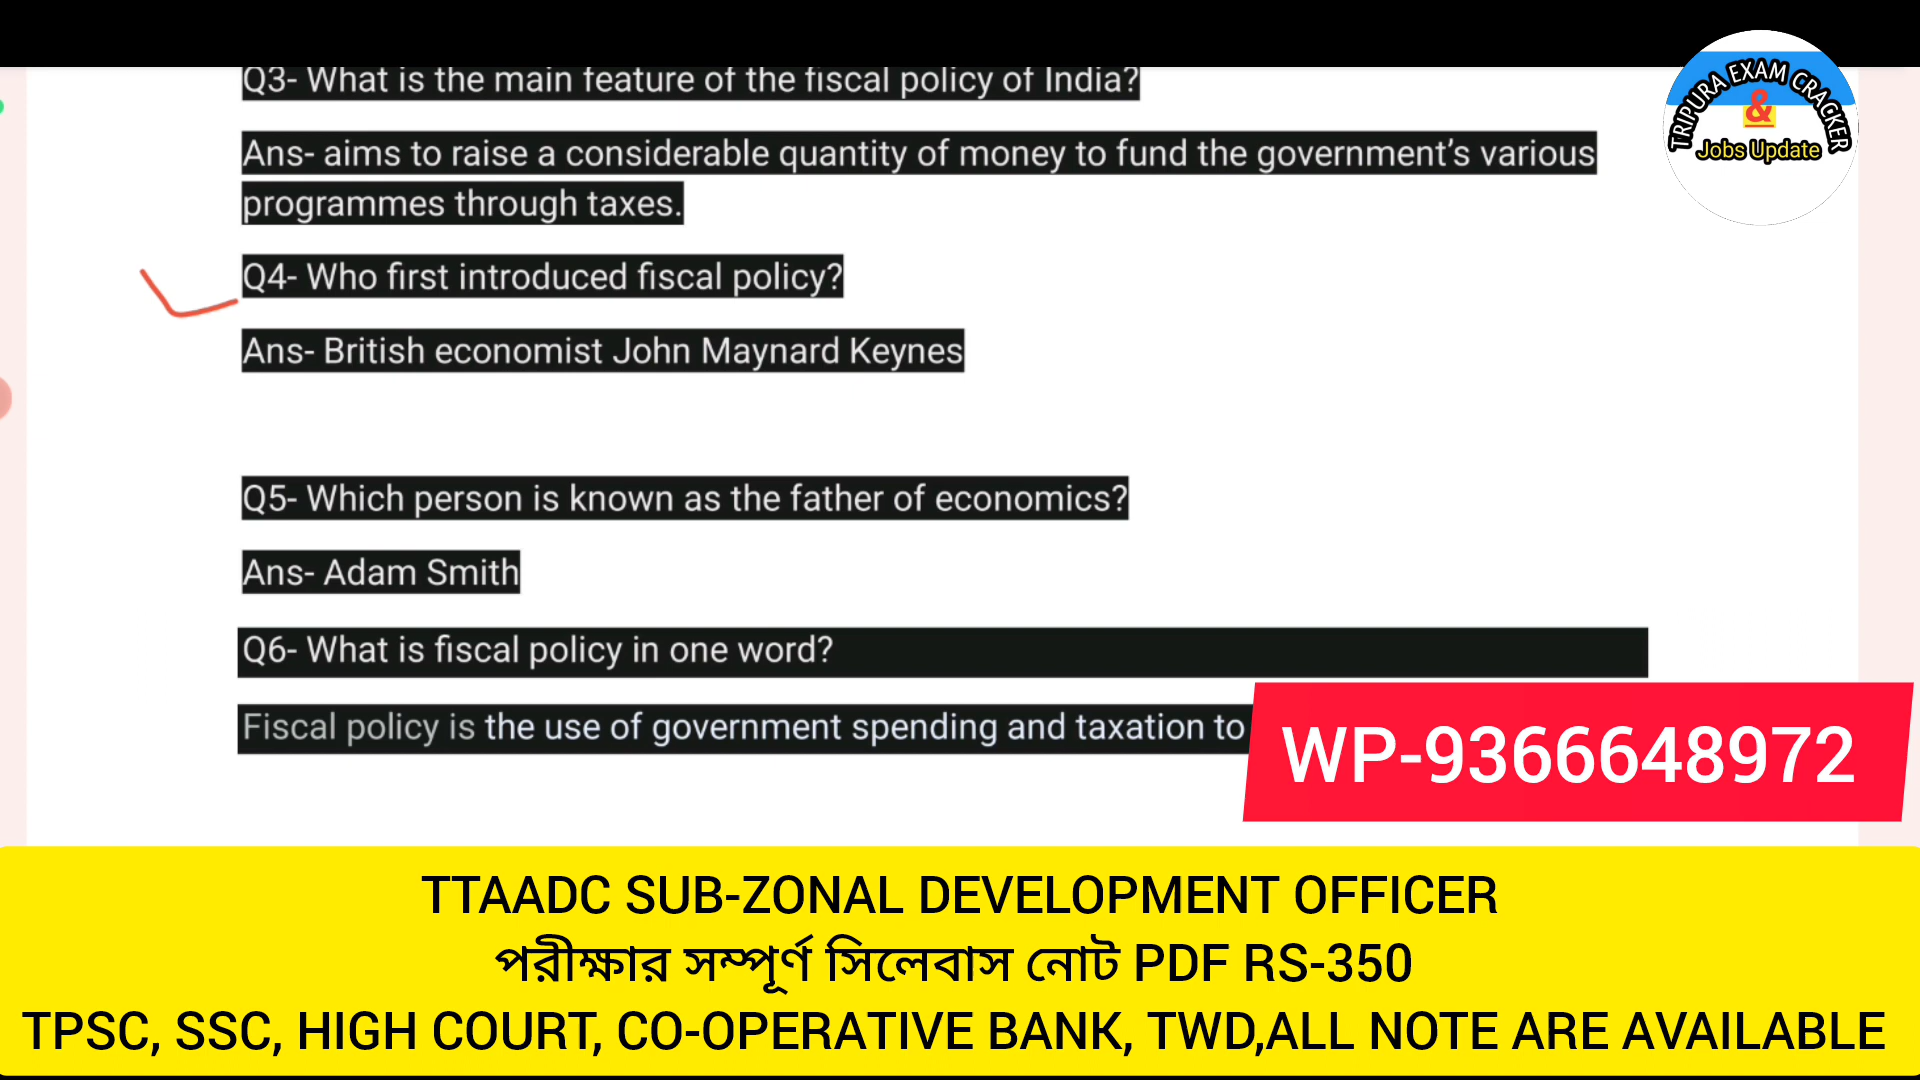 Q3- What is the main feature of the fiscal policy of India?
TRIPURA EXAM CRACKER
&
Jobs Update
Ans- aims to raise a considerable quantity of money to fund the government’s various
programmes through taxes.
Q4- Who first introduced fiscal policy?
Ans- British economist John Maynard Keynes
Q5- Which person is known as the father of economics?
Ans- Adam Smith
Q6- What is fiscal policy in one word?
Fiscal policy is the use of government spending and taxation to
WP-9366648972
TTAADC SUB-ZONAL DEVELOPMENT OFFICER
পরীক্ষার সম্পূর্ণ সিলেবাস নোট PDF RS-350
TPSC, SSC, HIGH COURT, CO-OPERATIVE BANK, TWD,ALL NOTE ARE AVAILABLE